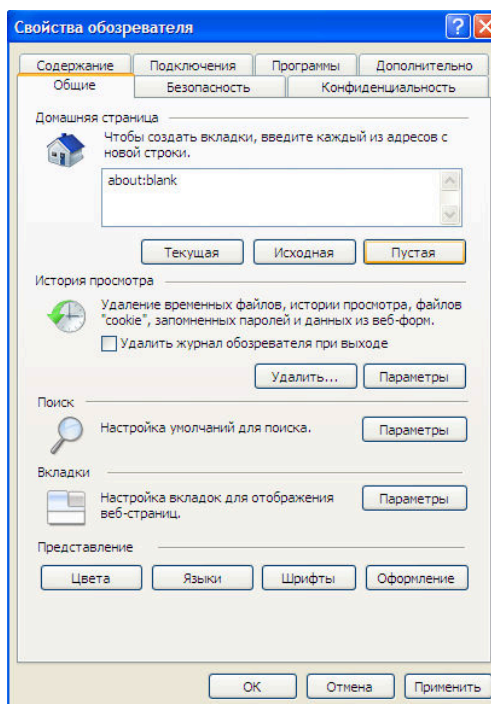 Свойства обозревателя
Содержание Подключения Программы Дополнительно
Общие Безопасность Конфиденциальность
Домашняя страница
Чтобы создать вкладки, введите каждый из адресов с
новой строки.
about:blank
Текущая Исходная Пустая
История просмотра
Удаление временных файлов, истории просмотра, файлов
"cookie", запомненных паролей и данных из веб-форм.
Удалить журнал обозревателя при выходе
Удалить... Параметры
Поиск
Настройка умолчаний для поиска.
Параметры
Вкладки
Настройка вкладок для отображения
веб-страниц.
Параметры
Представление
Цвета Языки Шрифты Оформление
ОК Отмена Применить